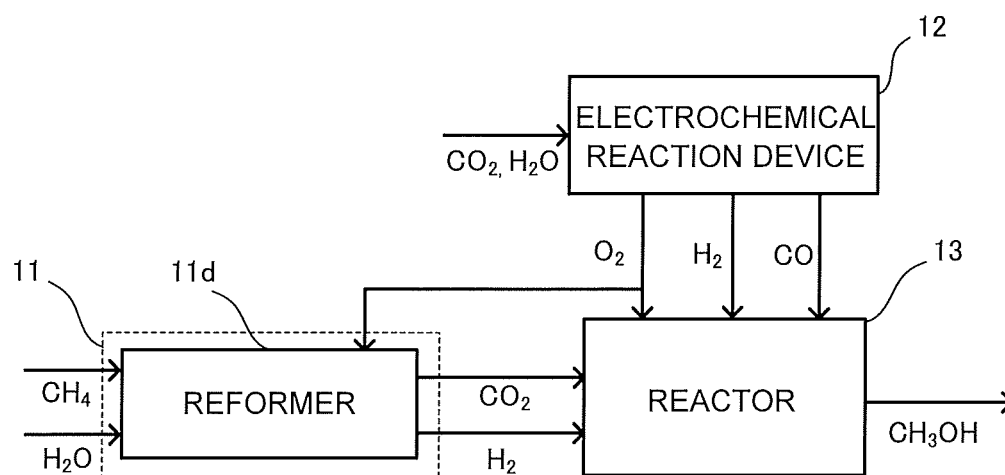 12
ELECTROCHEMICAL
REACTION DEVICE
CO₂, H₂O
O₂
H₂
CO
13
11
11d
CH₄
REFORMER
CO₂
REACTOR
CH₃OH
H₂O
H₂